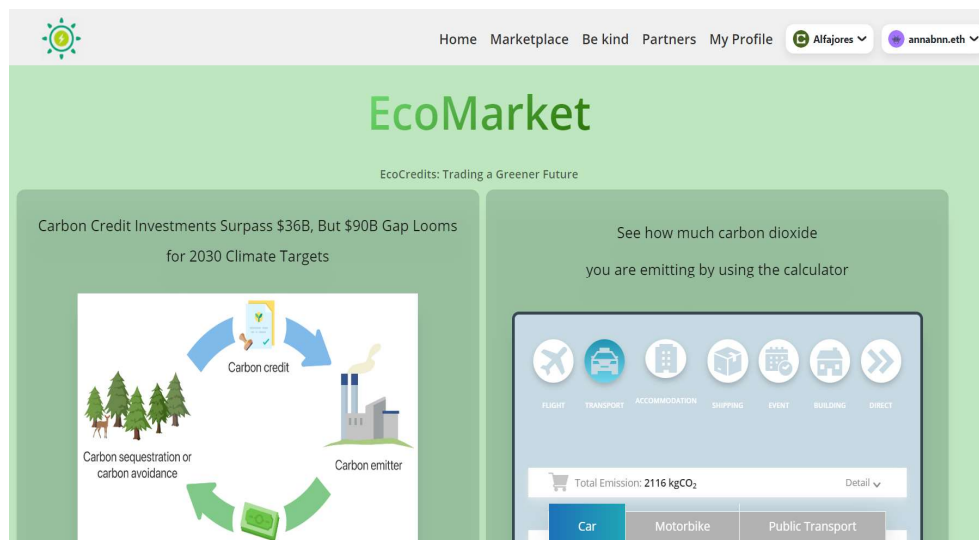 Home Marketplace Be kind Partners My Profile C Alfajores annabnn.eth
EcoMarket
EcoCredits: Trading a Greener Future
Carbon Credit Investments Surpass $36B, But $90B Gap Looms
for 2030 Climate Targets
Carbon credit
Carbon sequestration or
carbon avoidance
Carbon emitter
See how much carbon dioxide
you are emitting by using the calculator
FLIGHT TRANSPORT ACCOMMODATION SHIPPING EVENT BUILDING DIRECT
Total Emission: 2116 kgCO₂ Detail
Car Motorbike Public Transport